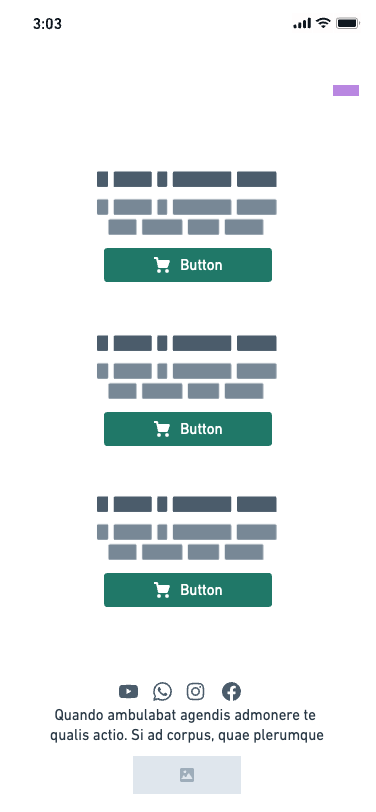 3:03
Button
Button
Button
Quando ambulabat agendis admonere te
qualis actio. Si ad corpus, quae plerumque